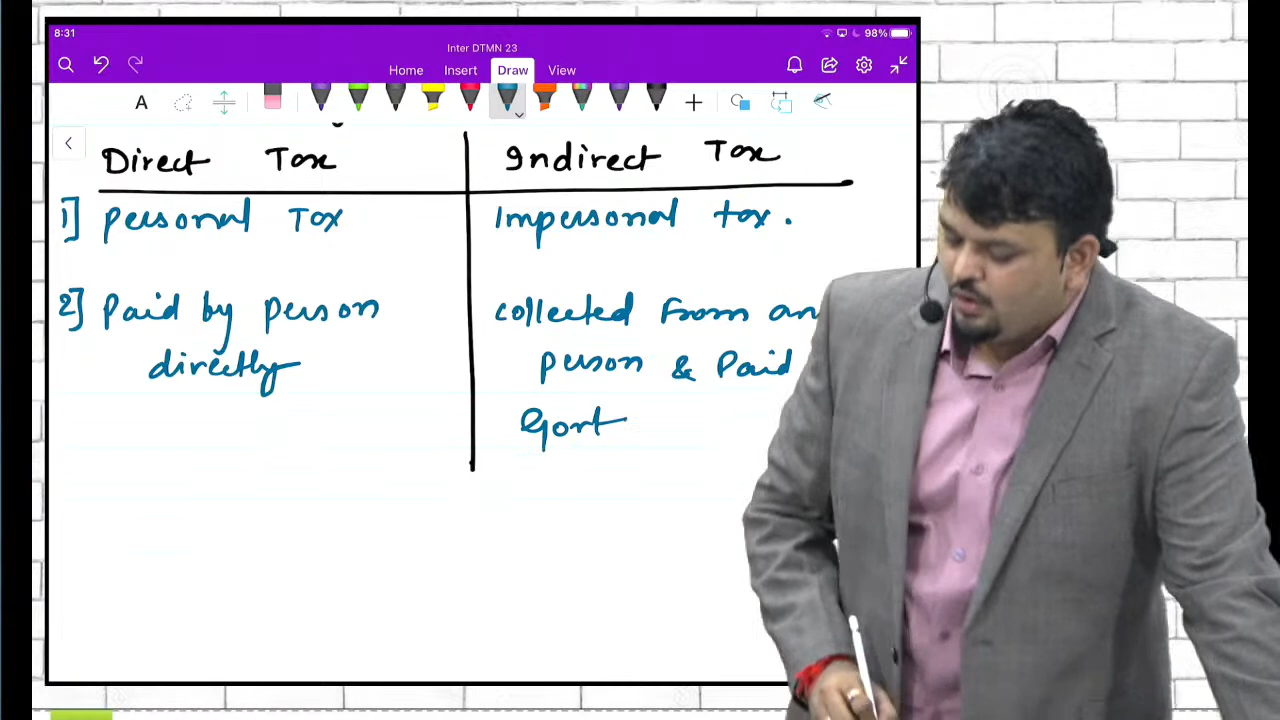 8:31
98%
Inter DTMN 23
Home Insert Draw View
A
Direct Tax Indirect Tax
1] Personal Tax Impersonal tax.
2] Paid by person collected from
directly person & Paid
Govt